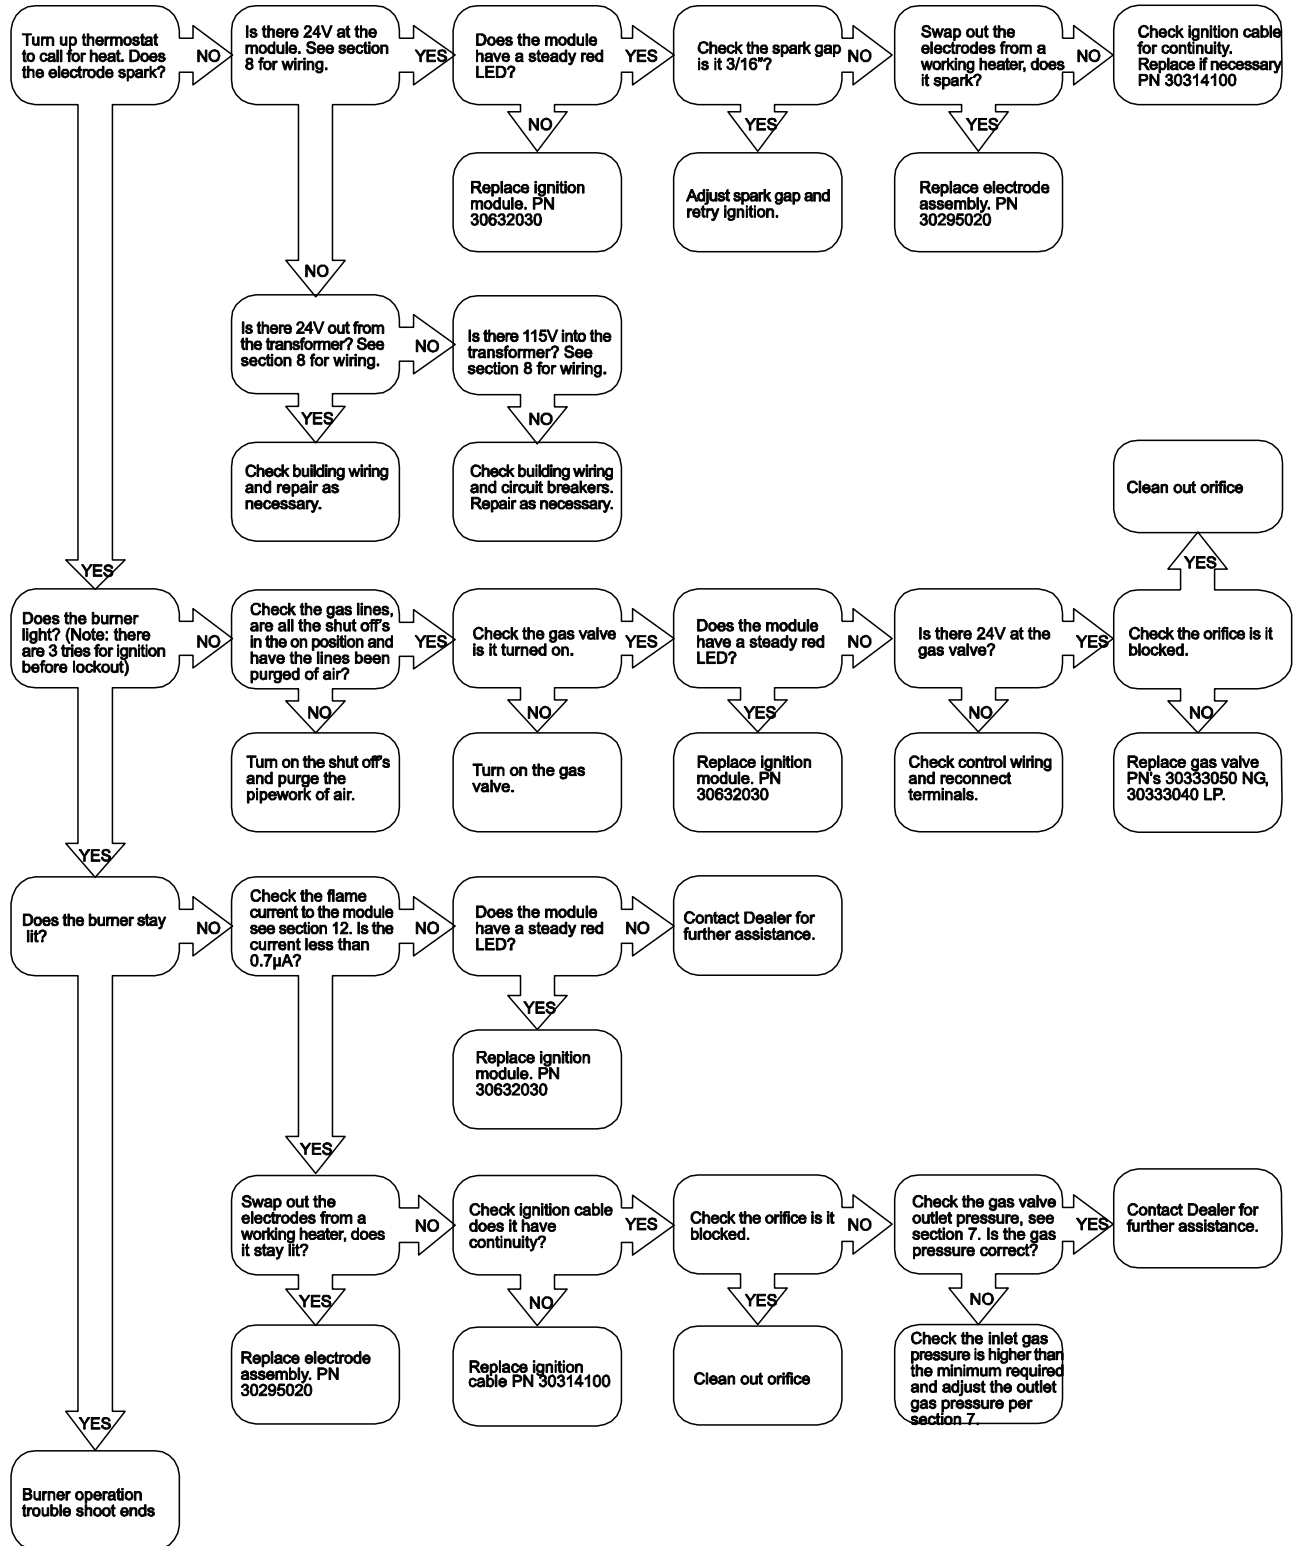 Turn up thermostat
to call for heat. Does
the electrode spark?
NO
Is there 24V at the
module. See section
8 for wiring.
YES
Does the module
have a steady red
LED?
YES
Check the spark gap
is it 3/16"?
NO
Swap out the
electrodes from a
working heater, does
it spark?
NO
Check ignition cable
for continuity.
Replace if necessary
PN 30314100
NO
YES
YES
Replace ignition
module. PN
30632030
Adjust spark gap and
retry ignition.
Replace electrode
assembly. PN
30295020
NO
Is there 24V out from
the transformer? See
section 8 for wiring.
NO
Is there 115V into the
transformer? See
section 8 for wiring.
YES
NO
Check building wiring
and repair as
necessary.
Check building wiring
and circuit breakers.
Repair as necessary.
Clean out orifice
YES
YES
Does the burner
light? (Note: there
are 3 tries for ignition
before lockout)
NO
Check the gas lines,
are all the shut off's
in the on position and
have the lines been
purged of air?
YES
Check the gas valve
is it turned on.
YES
Does the module
have a steady red
LED?
NO
Is there 24V at the
gas valve?
YES
Check the orifice is it
blocked.
NO
NO
YES
NO
NO
Turn on the shut off's
and purge the
pipework of air.
Turn on the gas
valve.
Replace ignition
module. PN
30632030
Check control wiring
and reconnect
terminals.
Replace gas valve
PN's 30333050 NG,
30333040 LP.
YES
Does the burner stay
lit?
NO
Check the flame
current to the module
see section 12. Is the
current less than
0.7µA?
NO
Does the module
have a steady red
LED?
NO
Contact Dealer for
further assistance.
YES
Replace ignition
module. PN
30632030
YES
Swap out the
electrodes from a
working heater, does
it stay lit?
NO
Check ignition cable
does it have
continuity?
YES
Check the orifice is it
blocked.
NO
Check the gas valve
outlet pressure, see
section 7. Is the gas
pressure correct?
YES
Contact Dealer for
further assistance.
YES
NO
YES
NO
Replace electrode
assembly. PN
30295020
Replace ignition
cable PN 30314100
Clean out orifice
Check the inlet gas
pressure is higher than
the minimum required
and adjust the outlet
gas pressure per
section 7.
YES
Burner operation
trouble shoot ends